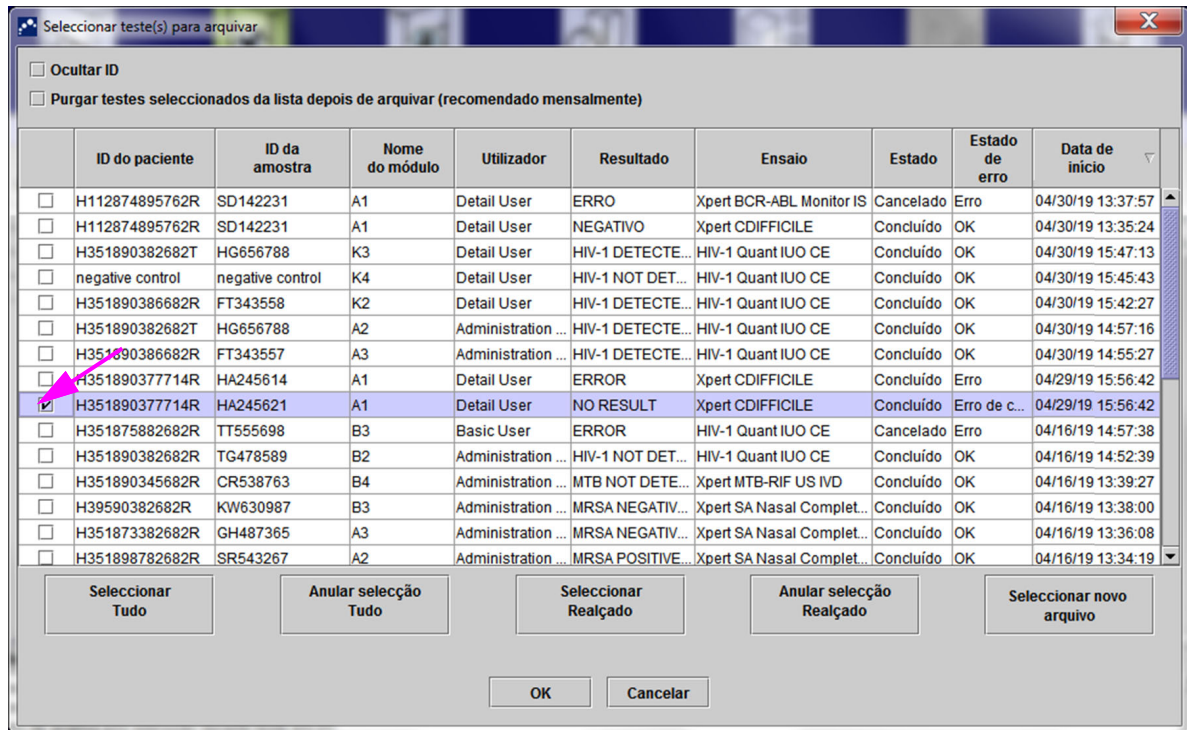 Seleccionar teste(s) para arquivar
Ocultar ID
Purgar testes seleccionados da lista depois de arquivar (recomendado mensalmente)
ID do paciente ID da amostra Nome do módulo Utilizador Resultado Ensaio Estado Estado de erro Data de início
H112874895762R SD142231 A1 Detail User ERRO Xpert BCR-ABL Monitor IS Cancelado Erro 04/30/19 13:37:57
H112874895762R SD142231 A1 Detail User NEGATIVO Xpert CDIFFICILE Concluído OK 04/30/19 13:35:24
H351890382682T HG656788 K3 Detail User HIV-1 DETECTE... HIV-1 Quant IUO CE Concluído OK 04/30/19 15:47:13
negative control negative control K4 Detail User HIV-1 NOT DET... HIV-1 Quant IUO CE Concluído OK 04/30/19 15:45:43
H351890386682R FT343558 K2 Detail User HIV-1 DETECTE... HIV-1 Quant IUO CE Concluído OK 04/30/19 15:42:27
H351890382682T HG656788 A2 Administration ... HIV-1 DETECTE... HIV-1 Quant IUO CE Concluído OK 04/30/19 14:57:16
H351890386682R FT343557 A3 Administration ... HIV-1 DETECTE... HIV-1 Quant IUO CE Concluído OK 04/30/19 14:55:27
H351890377714R HA245614 A1 Detail User ERROR Xpert CDIFFICILE Concluído Erro 04/29/19 15:56:42
H351890377714R HA245621 A1 Detail User NO RESULT Xpert CDIFFICILE Concluído Erro de c... 04/29/19 15:56:42
H351875882682R TT555698 B3 Basic User ERROR HIV-1 Quant IUO CE Cancelado Erro 04/16/19 14:57:38
H351890382682R TG478589 B2 Administration ... HIV-1 NOT DET... HIV-1 Quant IUO CE Concluído OK 04/16/19 14:52:39
H351890345682R CR538763 B4 Administration ... MTB NOT DETE... Xpert MTB-RIF US IVD Concluído OK 04/16/19 13:39:27
H39590382682R KW630987 B3 Administration ... MRSA NEGATIV... Xpert SA Nasal Complet... Concluído OK 04/16/19 13:38:00
H351873382682R GH487365 A3 Administration ... MRSA NEGATIV... Xpert SA Nasal Complet... Concluído OK 04/16/19 13:36:08
H351898782682R SR543267 A2 Administration ... MRSA POSITIVE... Xpert SA Nasal Complet... Concluído OK 04/16/19 13:34:19
Seleccionar Tudo Anular selecção Tudo Seleccionar Realçado Anular selecção Realçado Seleccionar novo arquivo
OK Cancelar